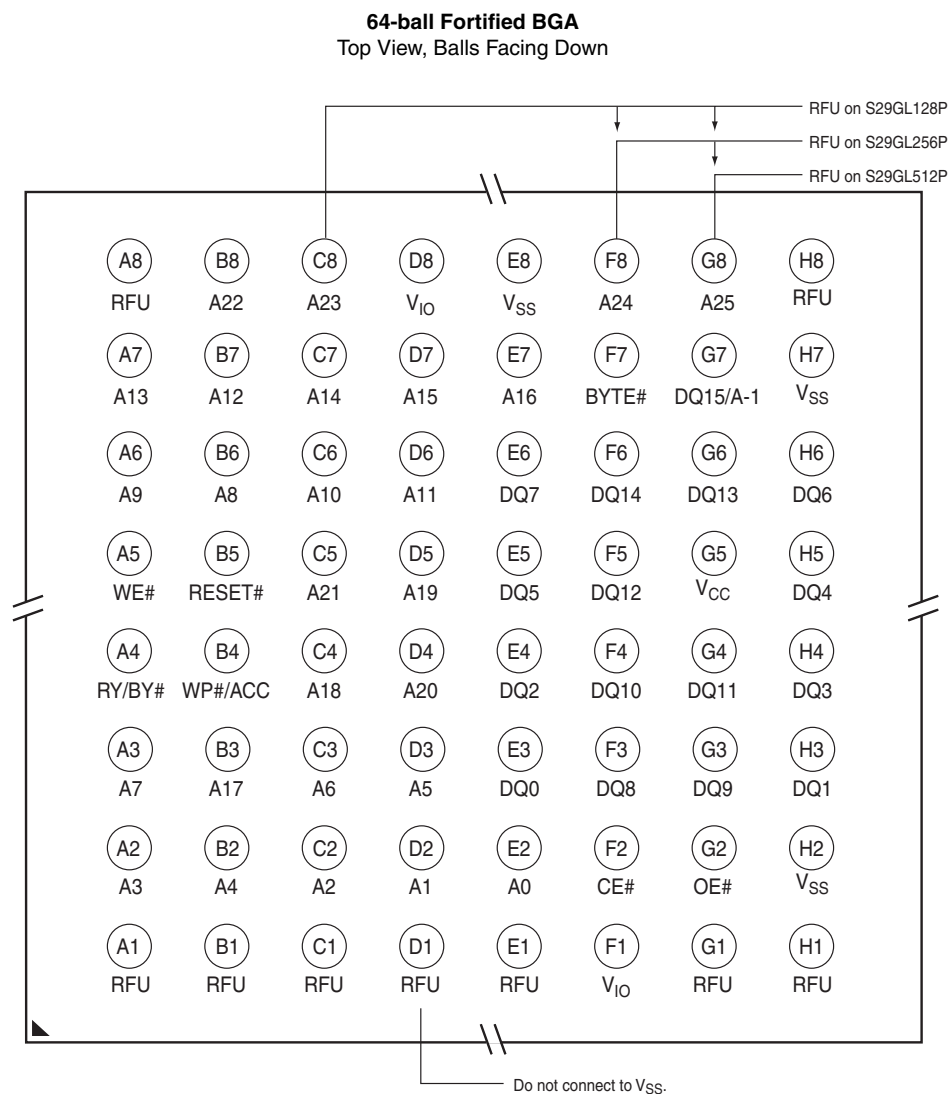 64-ball Fortified BGA
Top View, Balls Facing Down
RFU on S29GL128P
RFU on S29GL256P
RFU on S29GL512P
A8 B8 C8 D8 E8 F8 G8 H8
RFU A22 A23 VIO VSS A24 A25 RFU
A7 B7 C7 D7 E7 F7 G7 H7
A13 A12 A14 A15 A16 BYTE# DQ15/A-1 VSS
A6 B6 C6 D6 E6 F6 G6 H6
A9 A8 A10 A11 DQ7 DQ14 DQ13 DQ6
A5 B5 C5 D5 E5 F5 G5 H5
WE# RESET# A21 A19 DQ5 DQ12 VCC DQ4
A4 B4 C4 D4 E4 F4 G4 H4
RY/BY# WP#/ACC A18 A20 DQ2 DQ10 DQ11 DQ3
A3 B3 C3 D3 E3 F3 G3 H3
A7 A17 A6 A5 DQ0 DQ8 DQ9 DQ1
A2 B2 C2 D2 E2 F2 G2 H2
A3 A4 A2 A1 A0 CE# OE# VSS
A1 B1 C1 D1 E1 F1 G1 H1
RFU RFU RFU RFU RFU VIO RFU RFU
Do not connect to VSS.